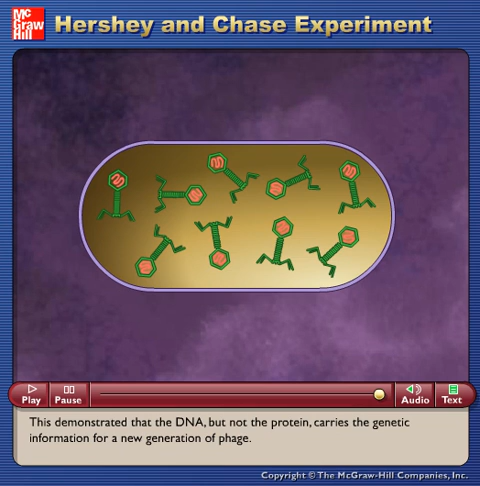 Mc
Graw
Hill
Hershey and Chase Experiment
Play
Pause
Audio
Text
This demonstrated that the DNA, but not the protein, carries the genetic
information for a new generation of phage.
Copyright © The McGraw-Hill Companies, Inc.